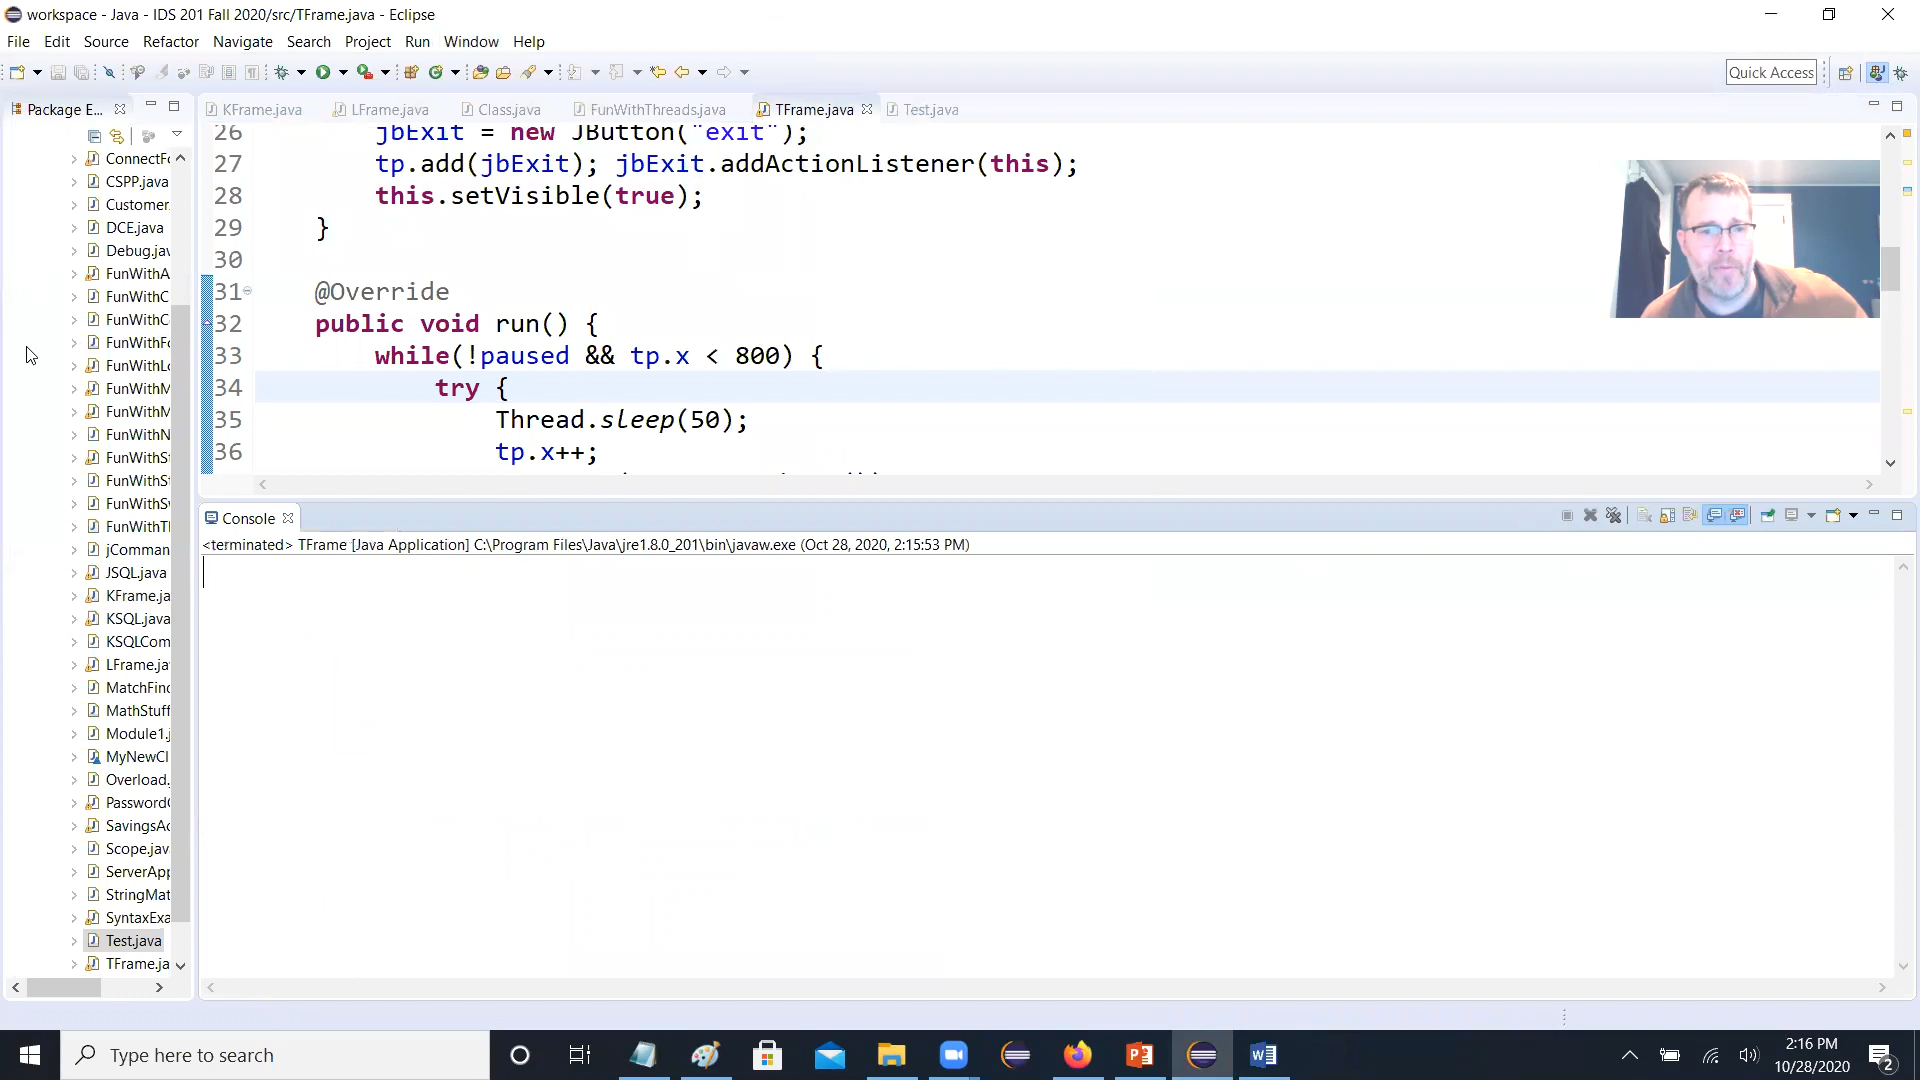 workspace - Java - IDS 201 Fall 2020/src/TFrame.java - Eclipse
File Edit Source Refactor Navigate Search Project Run Window Help
Quick Access
Package E...
KFrame.java LFrame.java Class.java FunWithThreads.java TFrame.java Test.java
ConnectFo
CSPP.java
Customer.
DCE.java
Debug.jav
FunWithA
FunWithC
FunWithC
FunWithFo
FunWithLo
FunWithM
FunWithM
FunWithN
FunWithSt
FunWithSt
FunWithSv
FunWithTl
jComman
JSQL.java
KFrame.ja
KSQL.java
KSQLCom
LFrame.ja
MatchFind
MathStuff
Module1.j
MyNewCl
Overload.
Password
SavingsAc
Scope.jav
ServerApp
StringMat
SyntaxExa
Test.java
TFrame.ja
26 jbExit = new JButton("exit");
27 tp.add(jbExit); jbExit.addActionListener(this);
28 this.setVisible(true);
29 }
30
31 @Override
32 public void run() {
33 while(!paused && tp.x < 800) {
34 try {
35 Thread.sleep(50);
36 tp.x++;
Console
<terminated> TFrame [Java Application] C:\Program Files\Java\jre1.8.0_201\bin\javaw.exe (Oct 28, 2020, 2:15:53 PM)
Type here to search
2:16 PM
10/28/2020
2